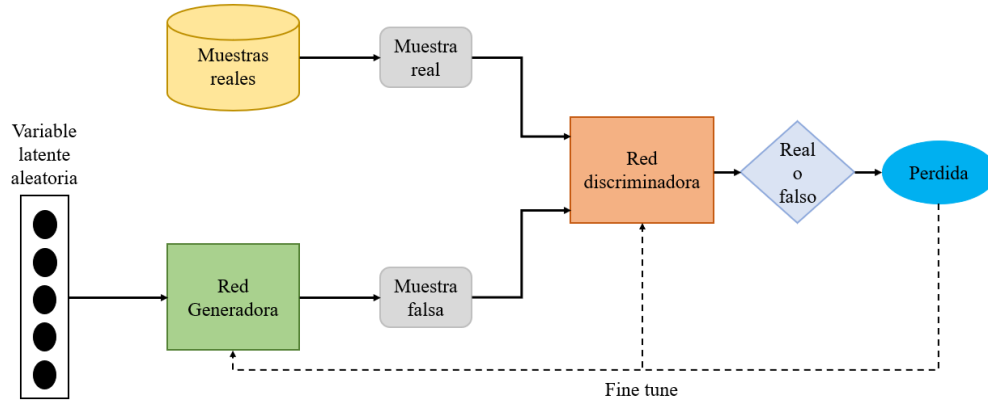 Muestras
reales
Muestra
real
Variable
latente
aleatoria
Red
discriminadora
Real
o
falso
Perdida
Red
Generadora
Muestra
falsa
Fine tune